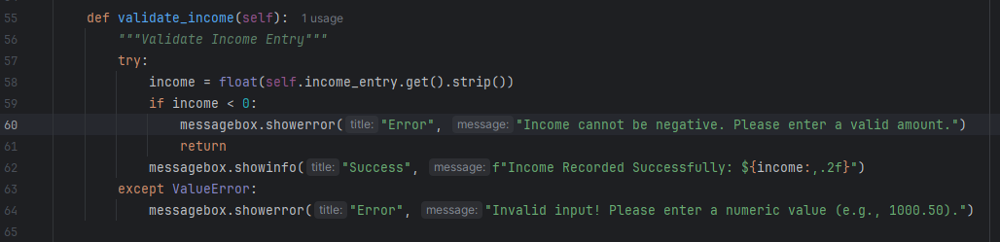 55 def validate_income(self): 1 usage
56 """Validate Income Entry"""
57 try:
58 income = float(self.income_entry.get().strip())
59 if income < 0:
60 messagebox.showerror( title: "Error", message: "Income cannot be negative. Please enter a valid amount.")
61 return
62 messagebox.showinfo( title: "Success", message: f"Income Recorded Successfully: ${income:,.2f}")
63 except ValueError:
64 messagebox.showerror( title: "Error", message: "Invalid input! Please enter a numeric value (e.g., 1000.50).")
65